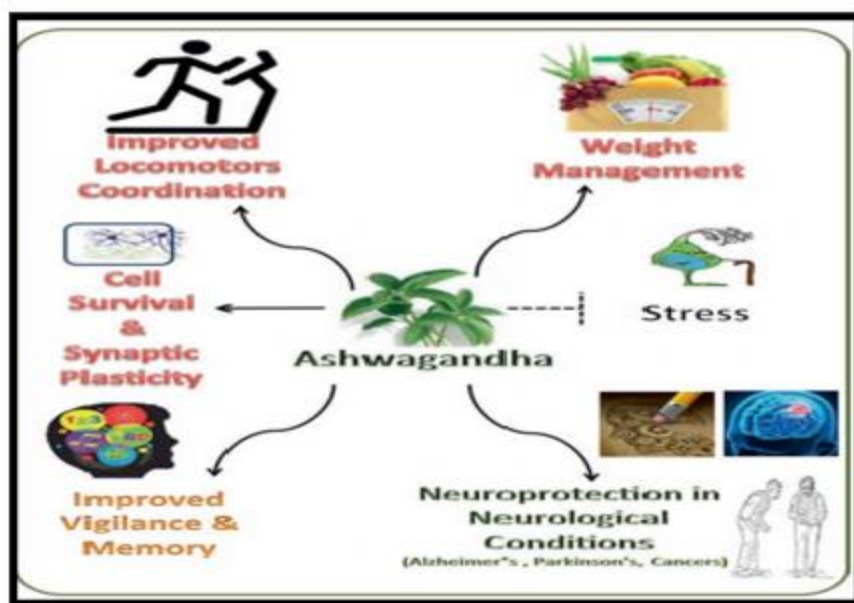 Improved
Locomotors
Coordination
Weight
Management
Cell
Survival
&
Synaptic
Plasticity
Stress
Ashwagandha
Improved
Vigilance &
Memory
Neuroprotection in
Neurological
Conditions
(Alzheimer's , Parkinson's, Cancers)